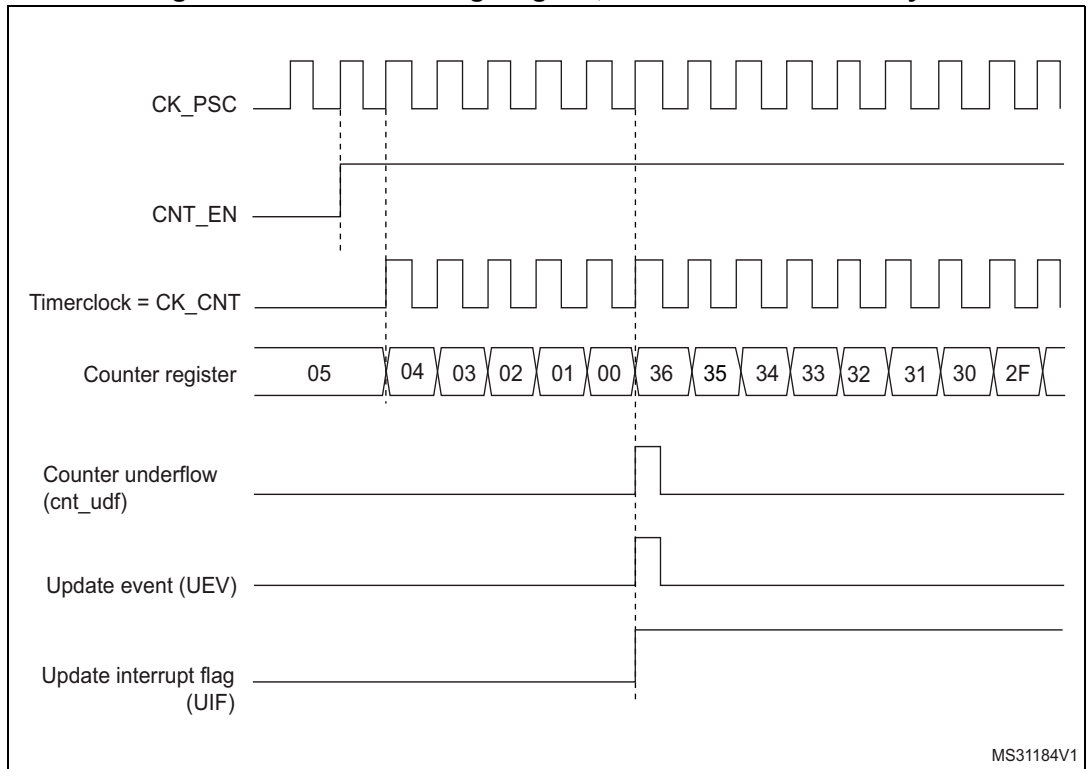 CK_PSC
CNT_EN
Timerclock = CK_CNT
Counter register 05 04 03 02 01 00 36 35 34 33 32 31 30 2F
Counter underflow
(cnt_udf)
Update event (UEV)
Update interrupt flag
(UIF)
MS31184V1